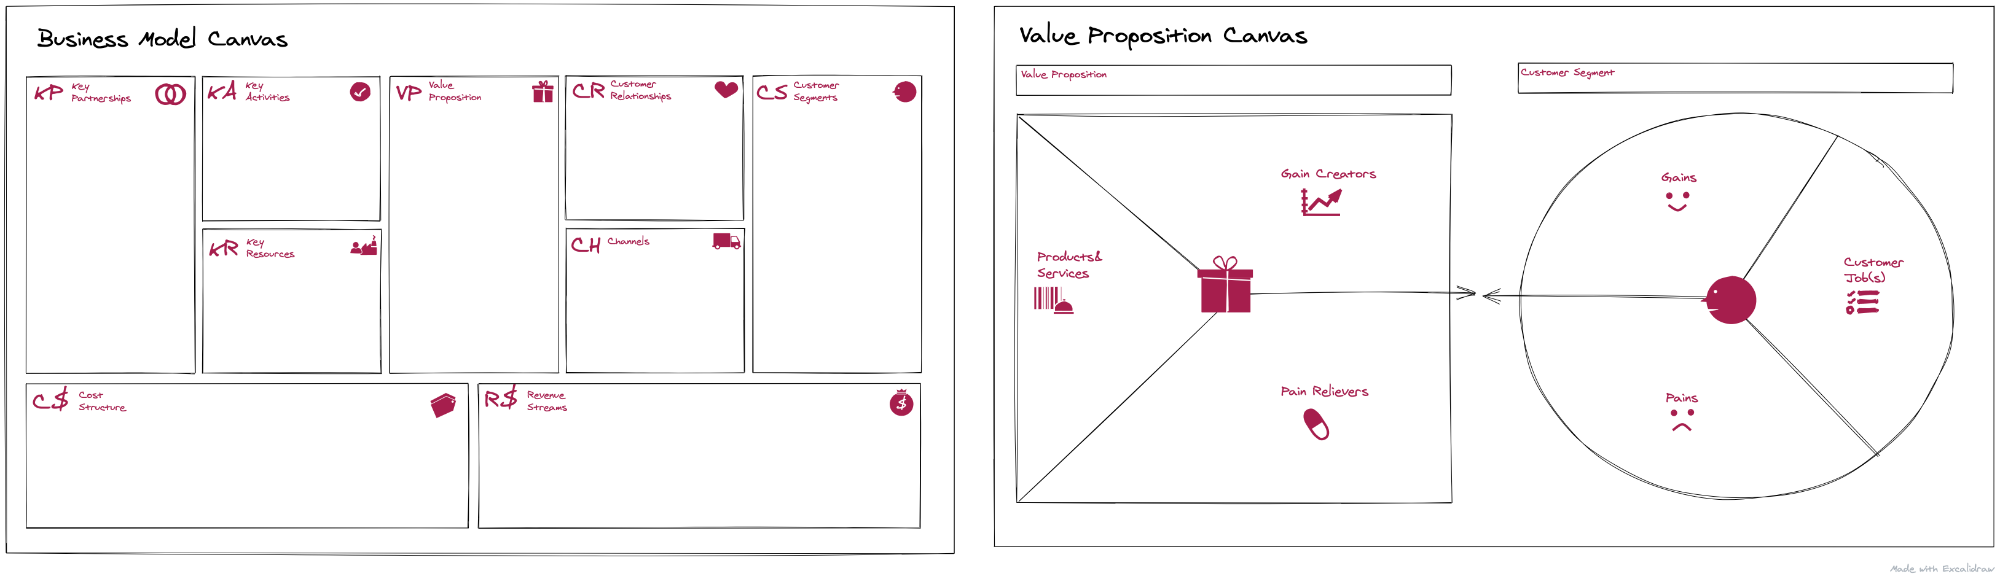 Business Model Canvas
KP Key
Partnerships
KA Key
Activities
VP Value
Proposition
CR Customer
Relationships
CS Customer
Segments
KR Key
Resources
CH Channels
C$ Cost
Structure
R$ Revenue
Streams
$
Value Proposition Canvas
Value Proposition
Customer Segment
Gain Creators
Products&
Services
Pain Relievers
Gains
Customer
Job(s)
Pains
Made with Excalidraw